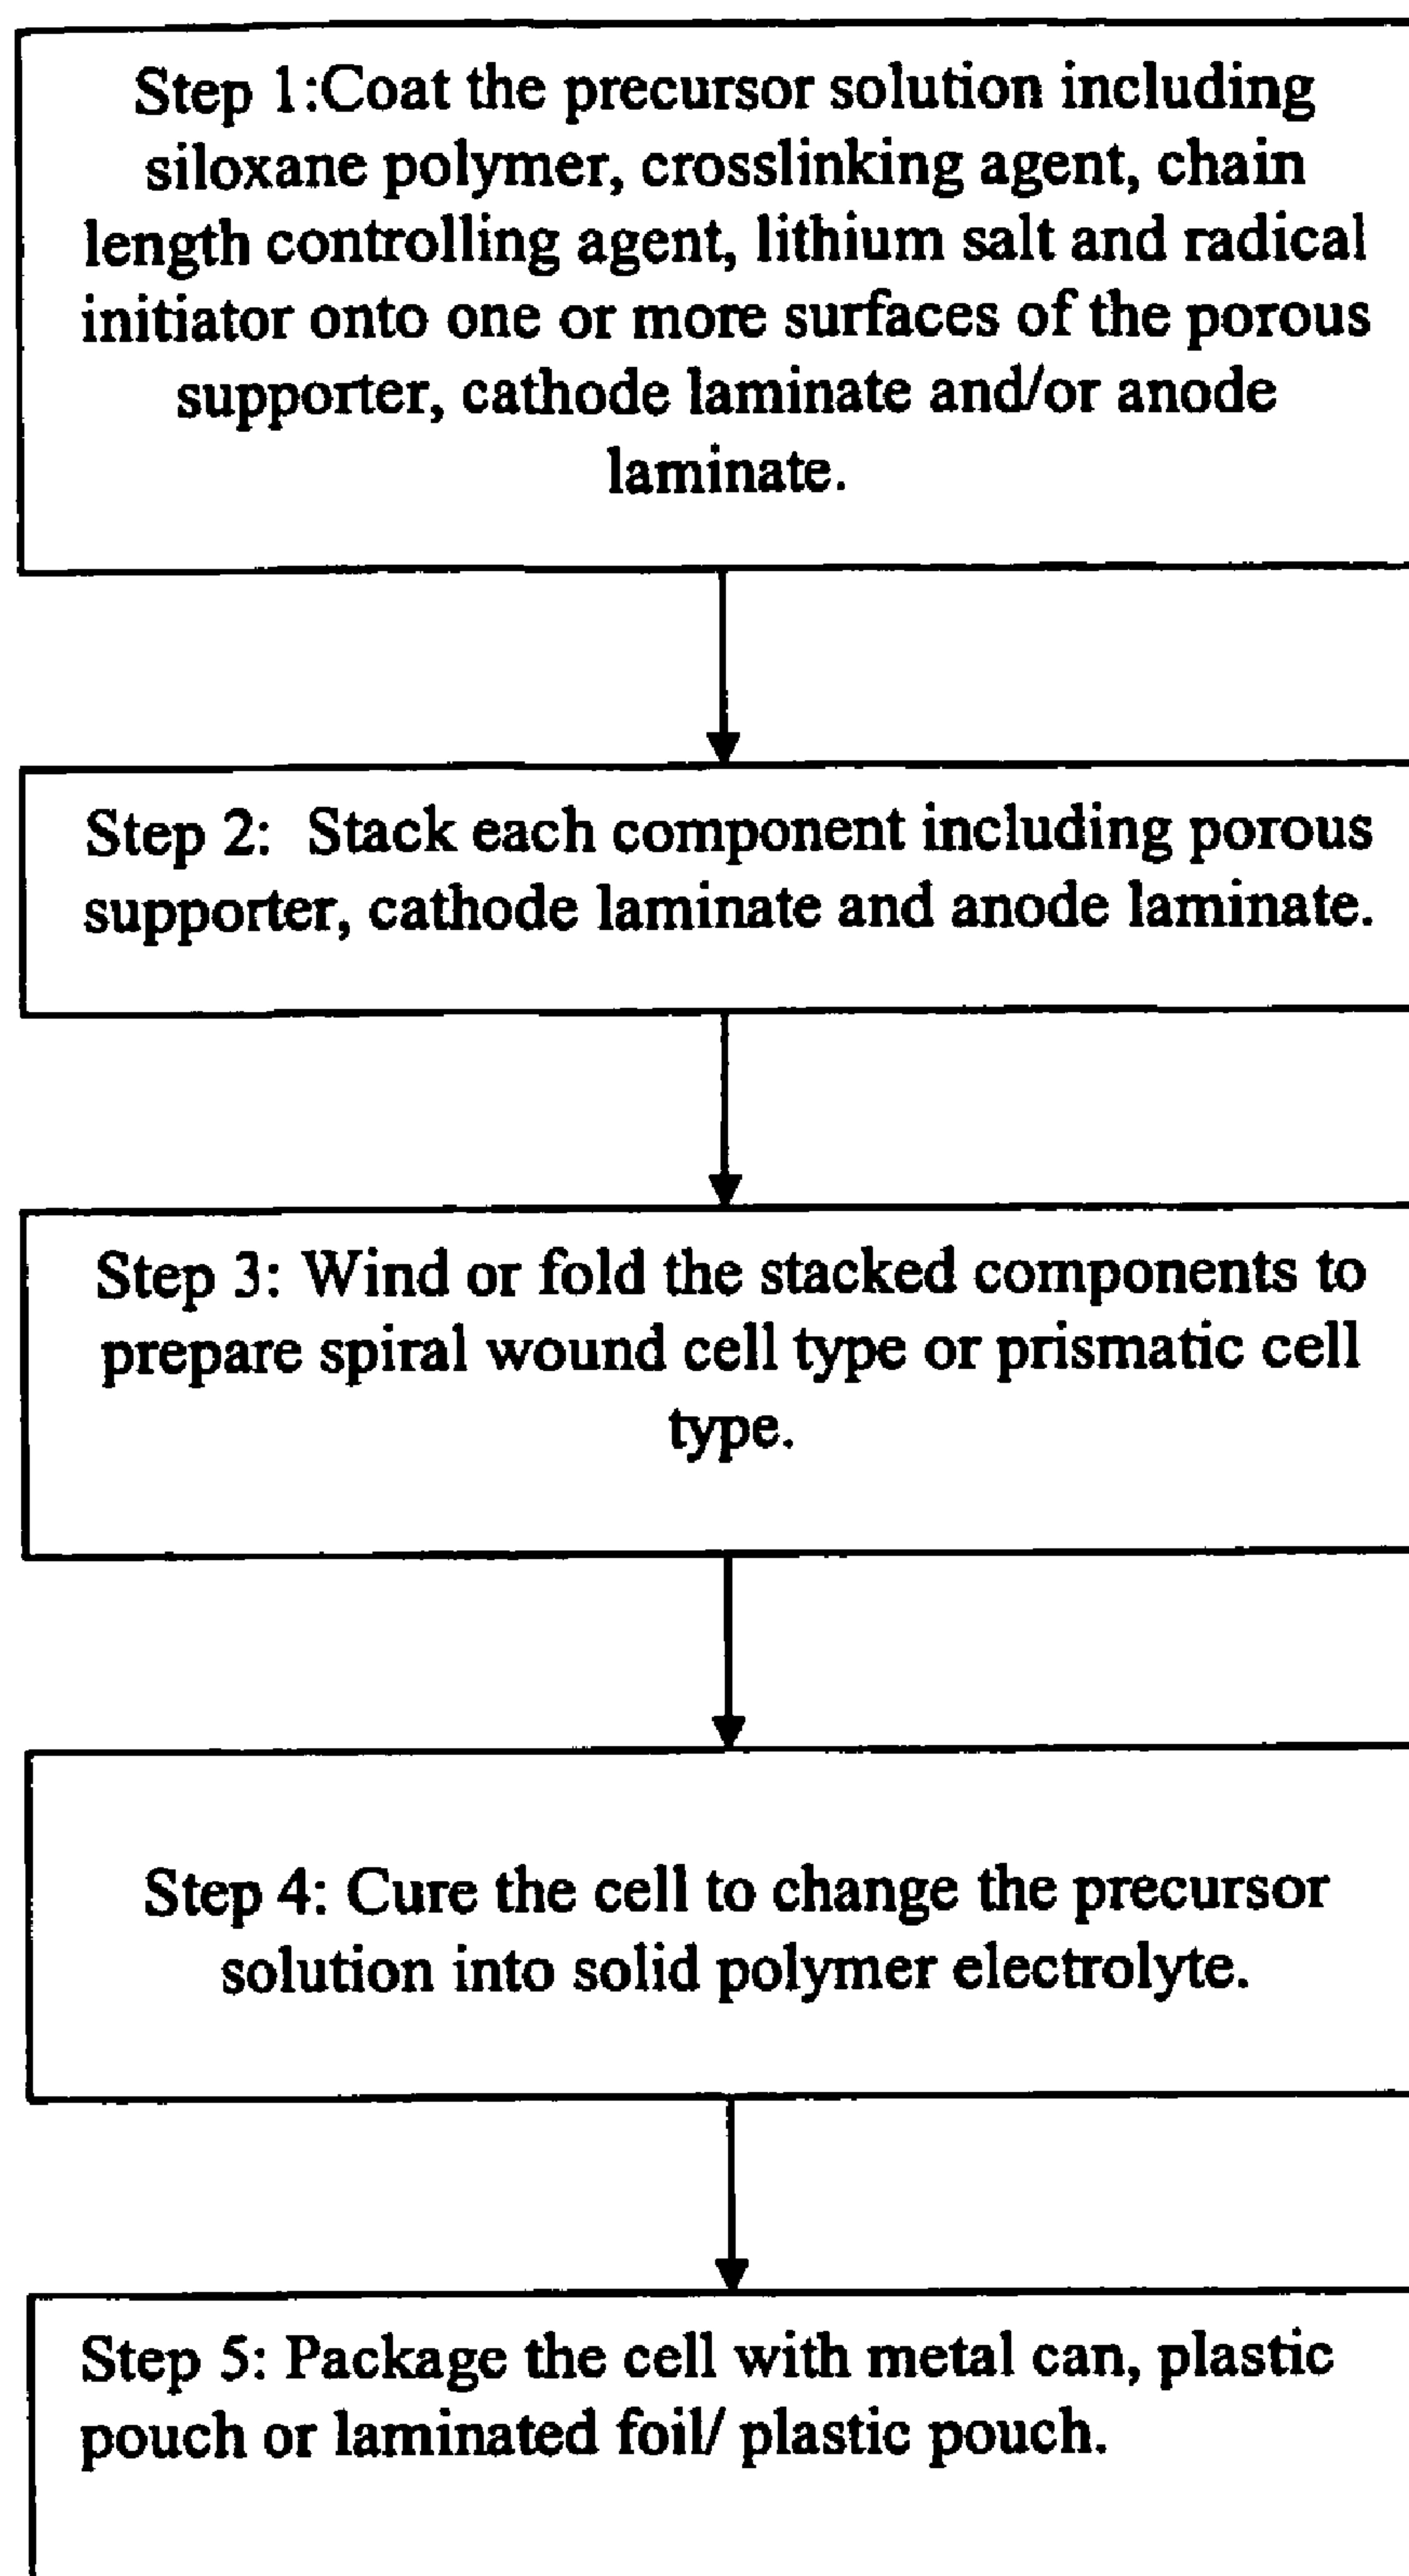 Step 1:Coat the precursor solution including
siloxane polymer, crosslinking agent, chain
length controlling agent, lithium salt and radical
initiator onto one or more surfaces of the porous
supporter, cathode laminate and/or anode
laminate.
Step 2: Stack each component including porous
supporter, cathode laminate and anode laminate.
Step 3: Wind or fold the stacked components to
prepare spiral wound cell type or prismatic cell
type.
Step 4: Cure the cell to change the precursor
solution into solid polymer electrolyte.
Step 5: Package the cell with metal can, plastic
pouch or laminated foil/ plastic pouch.